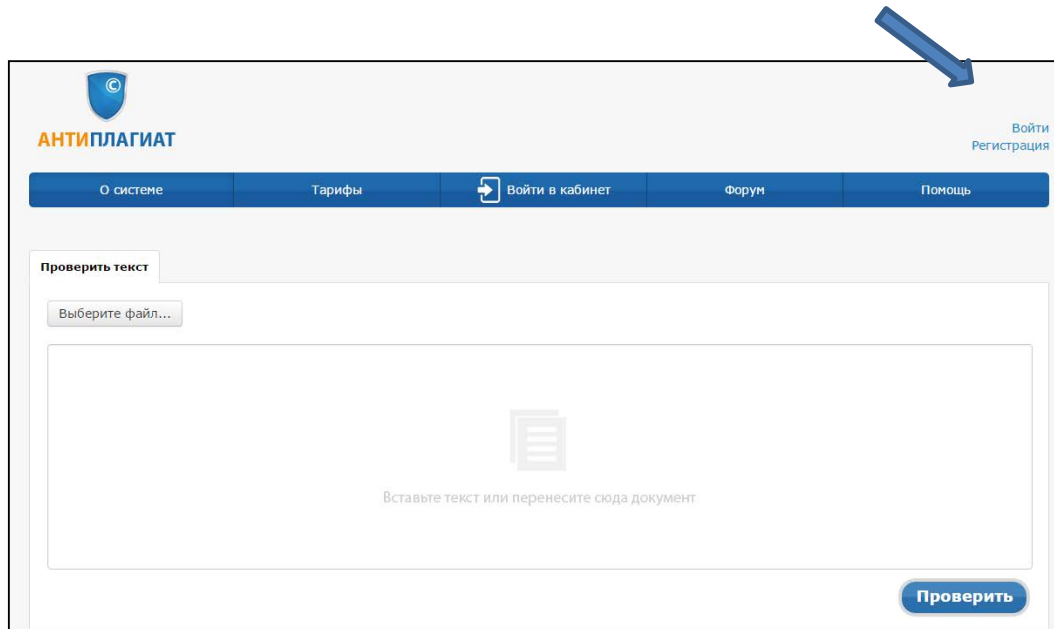 ©
АНТИПЛАГИАТ
Войти
Регистрация
О системе Тарифы Войти в кабинет Форум Помощь
Проверить текст
Выберите файл...
Вставьте текст или перенесите сюда документ
Проверить